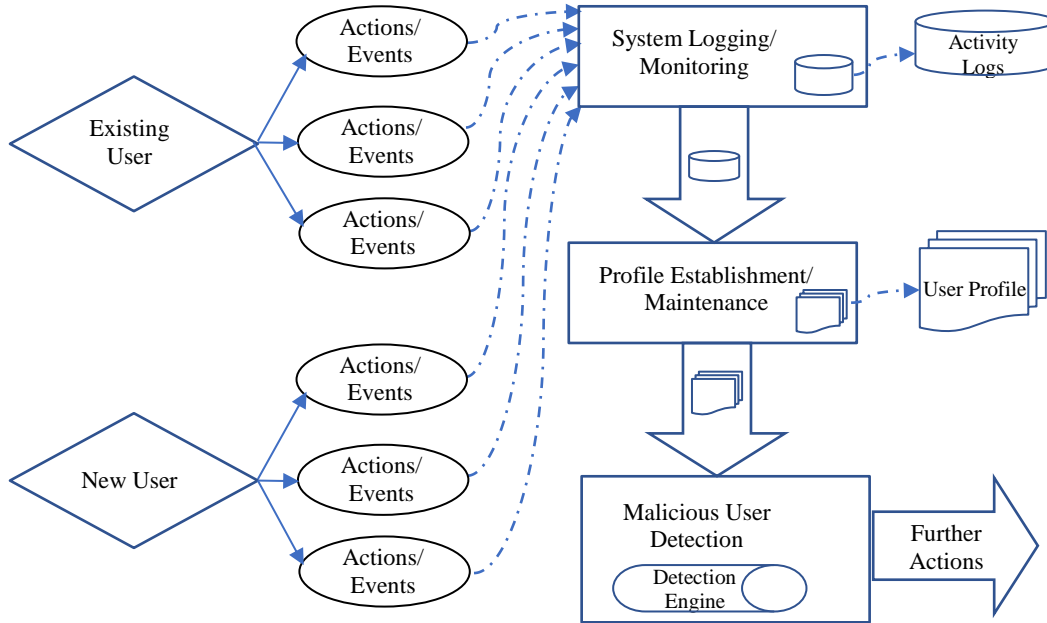 Existing
User
Actions/
Events
Actions/
Events
Actions/
Events
New User
Actions/
Events
Actions/
Events
Actions/
Events
System Logging/
Monitoring
Activity
Logs
Profile Establishment/
Maintenance
User Profile
Malicious User
Detection
Detection
Engine
Further
Actions